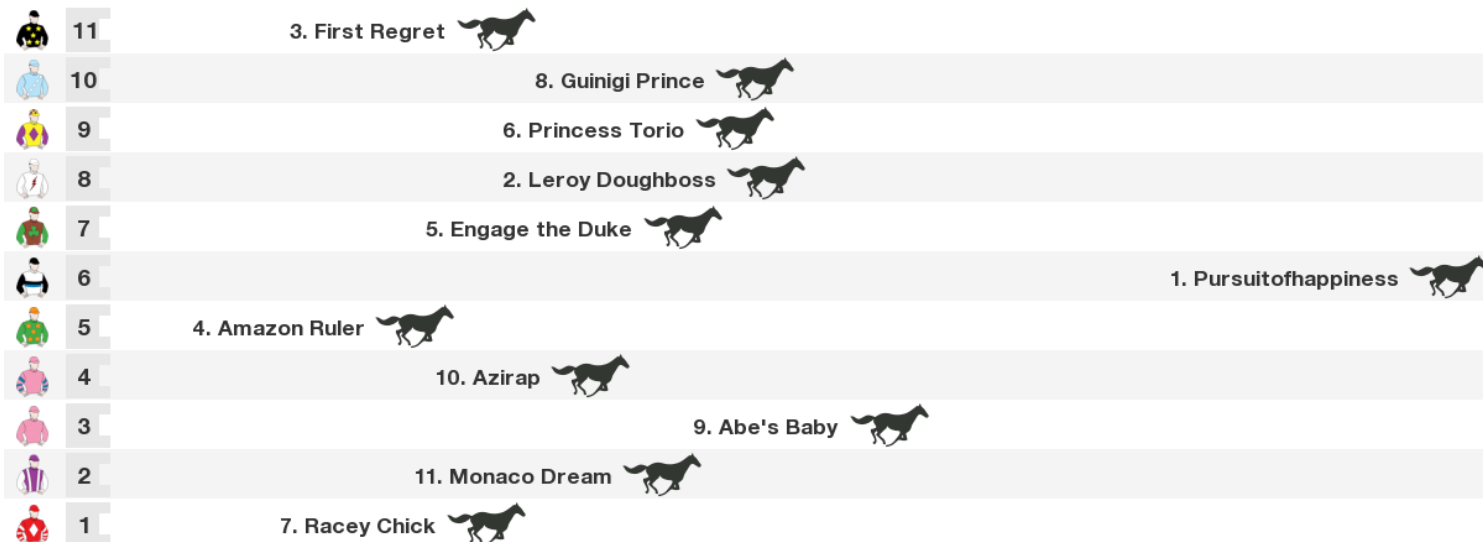 11 3. First Regret
10 8. Guinigi Prince
9 6. Princess Torio
8 2. Leroy Doughboss
7 5. Engage the Duke
6 1. Pursuitofhappiness
5 4. Amazon Ruler
4 10. Azirap
3 9. Abe's Baby
2 11. Monaco Dream
1 7. Racey Chick